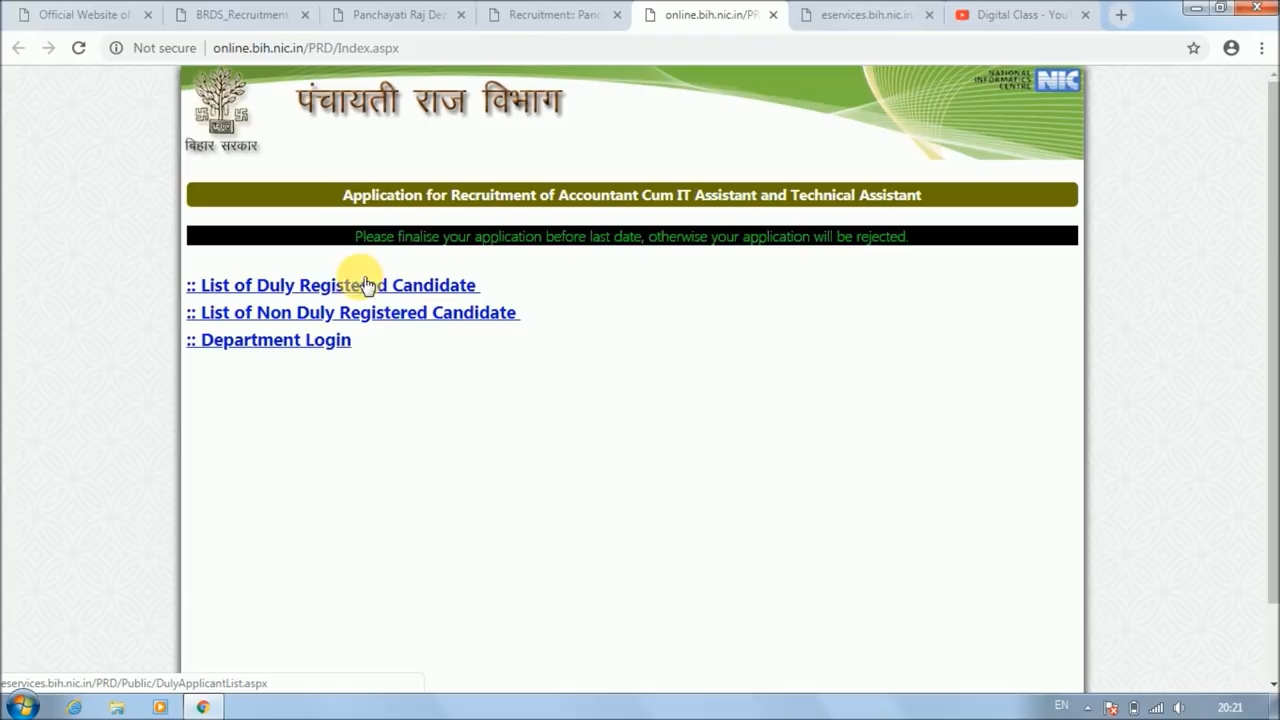 Official Website of
BRDS_Recruitment_
Panchayati Raj Dep
Recruitment:: Panc
online.bih.nic.in/PR
eservices.bih.nic.in
Digital Class - You
Not secure
online.bih.nic.in/PRD/Index.aspx
पंचायती राज विभाग
NATIONAL
INFORMATICS
CENTRE
NIC
बिहार सरकार
Application for Recruitment of Accountant Cum IT Assistant and Technical Assistant
Please finalise your application before last date, otherwise your application will be rejected.
:: List of Duly Registered Candidate
:: List of Non Duly Registered Candidate
:: Department Login
eservices.bih.nic.in/PRD/Public/DulyApplicantList.aspx
EN
20:21